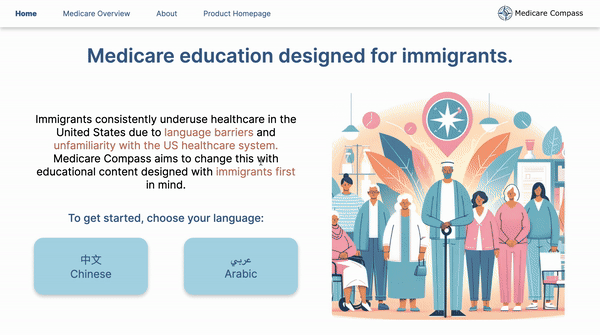 Home
Medicare Overview
About
Product Homepage
Medicare Compass
Medicare education designed for immigrants.
Immigrants consistently underuse healthcare in the
United States due to language barriers and
unfamiliarity with the US healthcare system.
Medicare Compass aims to change this with
educational content designed with immigrants first
in mind.
To get started, choose your language:
中文
Chinese
عربي
Arabic